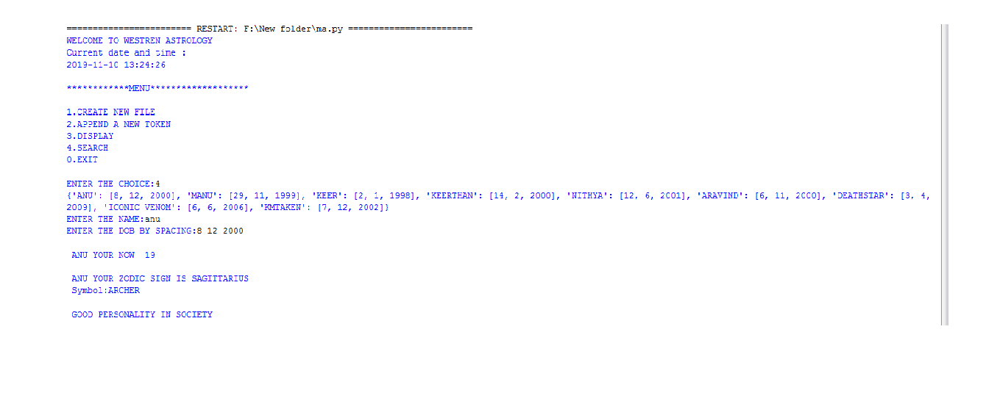 ======================== RESTART: F:\New folder\ma.py ========================
WELCOME TO WESTREN ASTROLOGY
Current date and time :
2019-11-10 13:24:26
************MENU*******************
1.CREATE NEW FILE
2.APPEND A NEW TOKEN
3.DISPLAY
4.SEARCH
0.EXIT
ENTER THE CHOICE:4
{'ANU': [8, 12, 2000], 'MANU': [29, 11, 1999], 'KEER': [2, 1, 1998], 'KEERTHAN': [14, 2, 2000], 'NITHYA': [12, 6, 2001], 'ARAVIND': [6, 11, 2000], 'DEATHSTAR': [3, 4,
2009], 'ICONIC VENOM': [6, 6, 2006], 'KMTAKEN': [7, 12, 2002]}
ENTER THE NAME:anu
ENTER THE DOB BY SPACING:8 12 2000
ANU YOUR NOW  19
ANU YOUR ZODIC SIGN IS SAGITTARIUS
Symbol:ARCHER
GOOD PERSONALITY IN SOCIETY